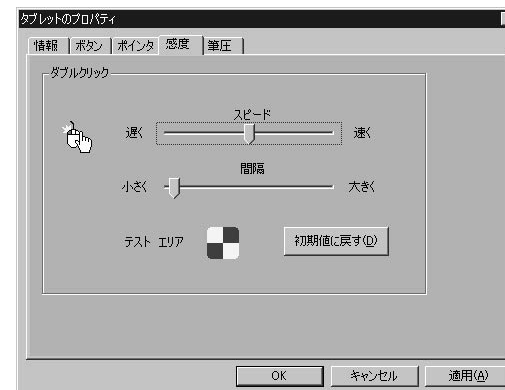 タブレットのプロパティ
情報 ボタン ポインタ 感度 筆圧
ダブルクリック
スピード
遅く 速く
間隔
小さく 大きく
テスト エリア 初期値に戻す(D)
OK キャンセル 適用(A)